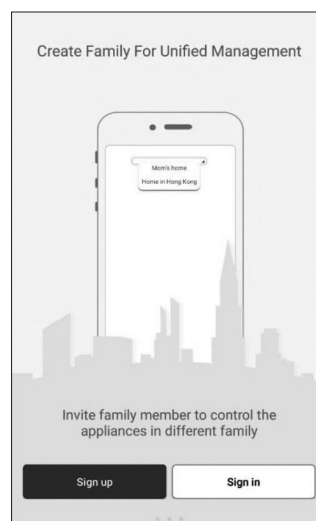 Create Family For Unified Management
Mom's home
Home in Hong Kong
Invite family member to control the
appliances in different family
Sign up
Sign in